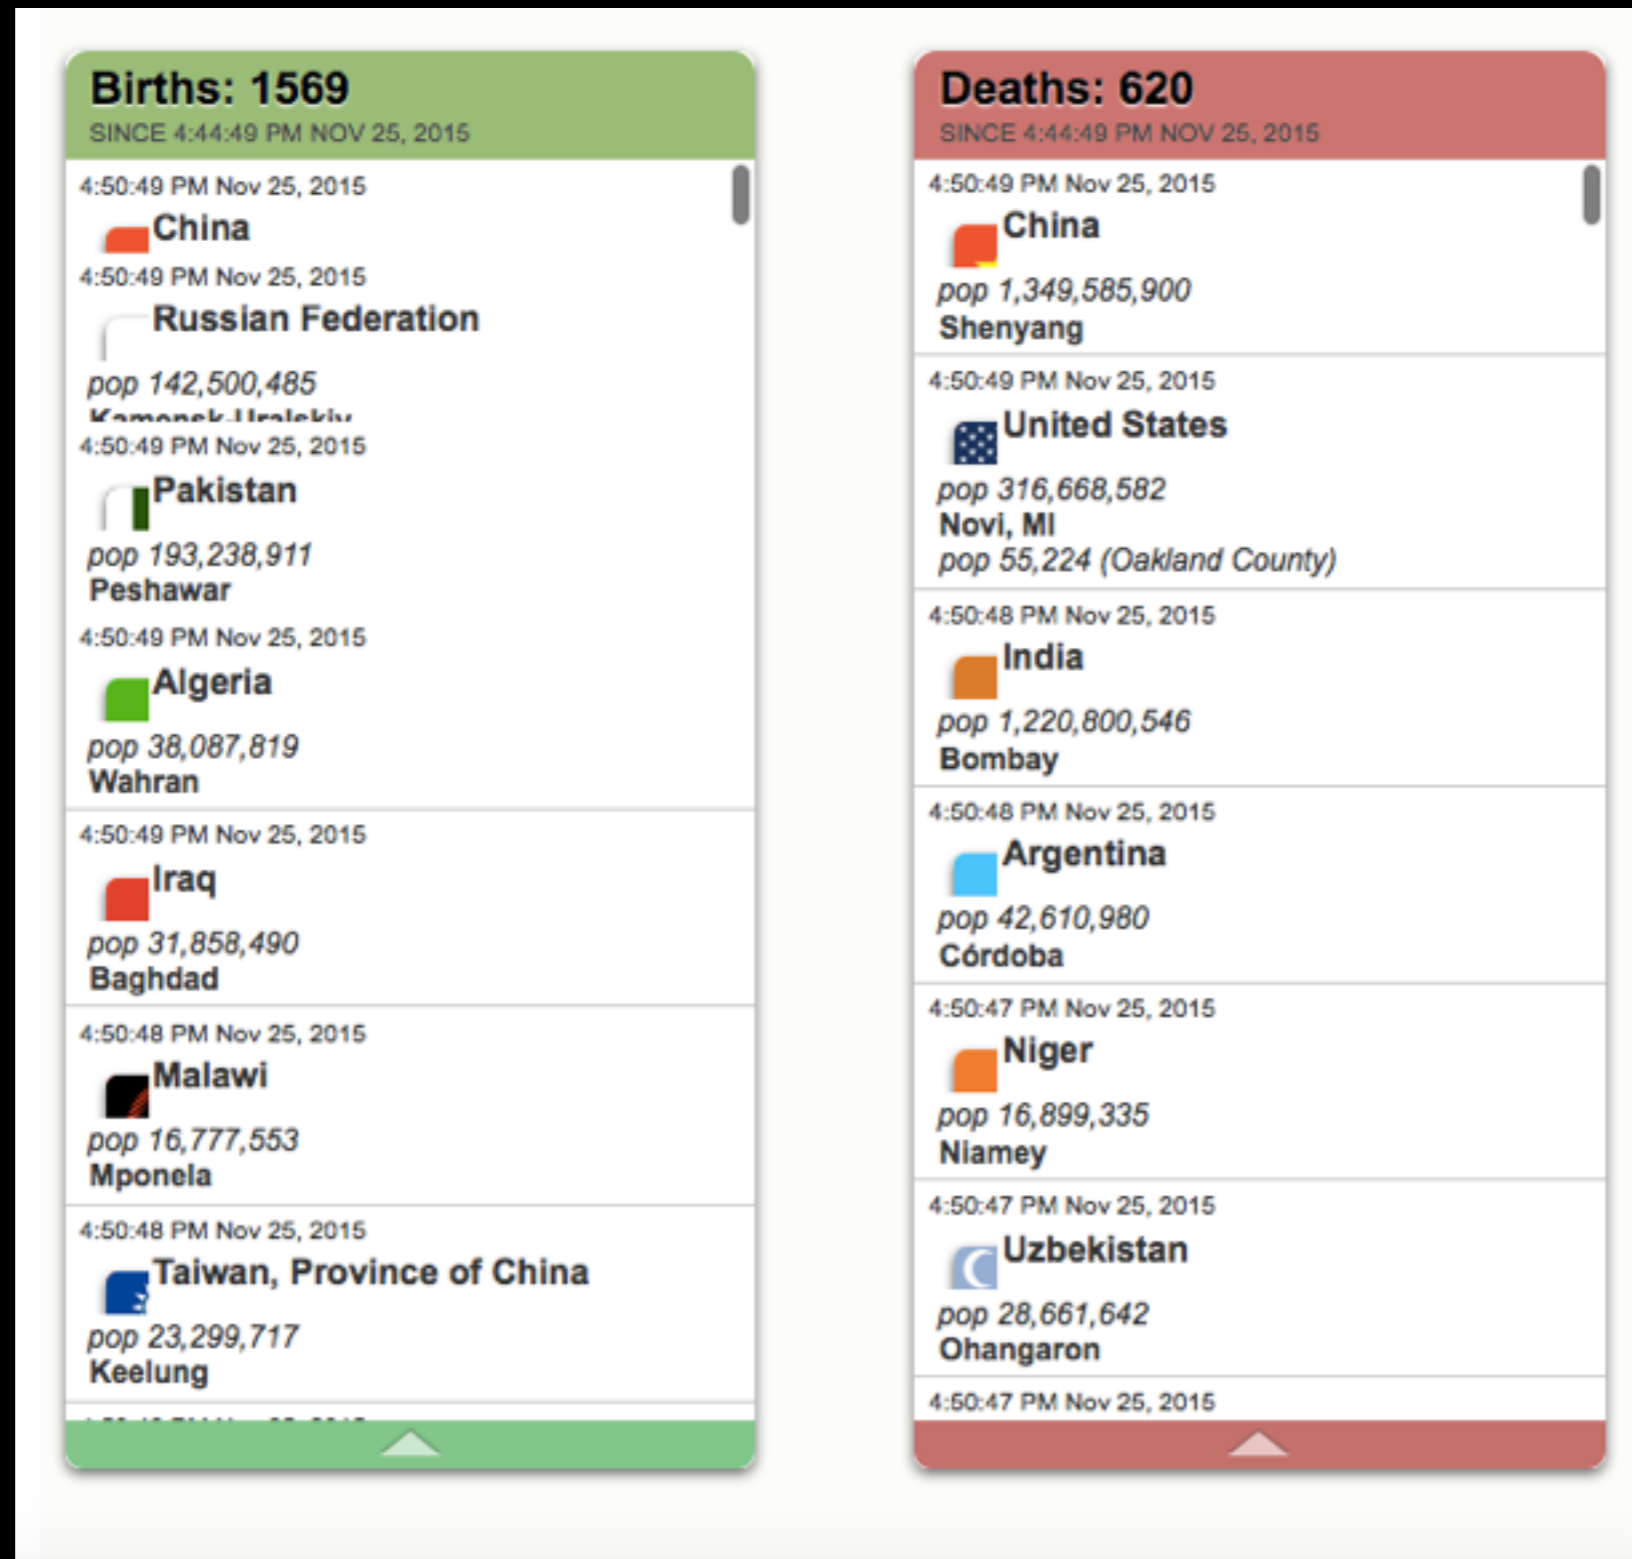 Births: 1569
SINCE 4:44:49 PM NOV 25, 2015
4:50:49 PM Nov 25, 2015
China
4:50:49 PM Nov 25, 2015
Russian Federation
pop 142,500,485
Kamensk-Uralskiy
4:50:49 PM Nov 25, 2015
Pakistan
pop 193,238,911
Peshawar
4:50:49 PM Nov 25, 2015
Algeria
pop 38,087,819
Wahran
4:50:49 PM Nov 25, 2015
Iraq
pop 31,858,490
Baghdad
4:50:48 PM Nov 25, 2015
Malawi
pop 16,777,553
Mponela
4:50:48 PM Nov 25, 2015
Taiwan, Province of China
pop 23,299,717
Keelung
Deaths: 620
SINCE 4:44:49 PM NOV 25, 2015
4:50:49 PM Nov 25, 2015
China
pop 1,349,585,900
Shenyang
4:50:49 PM Nov 25, 2015
United States
pop 316,668,582
Novi, MI
pop 55,224 (Oakland County)
4:50:48 PM Nov 25, 2015
India
pop 1,220,800,546
Bombay
4:50:48 PM Nov 25, 2015
Argentina
pop 42,610,980
Córdoba
4:50:47 PM Nov 25, 2015
Niger
pop 16,899,335
Niamey
4:50:47 PM Nov 25, 2015
Uzbekistan
pop 28,661,642
Ohangaron
4:50:47 PM Nov 25, 2015